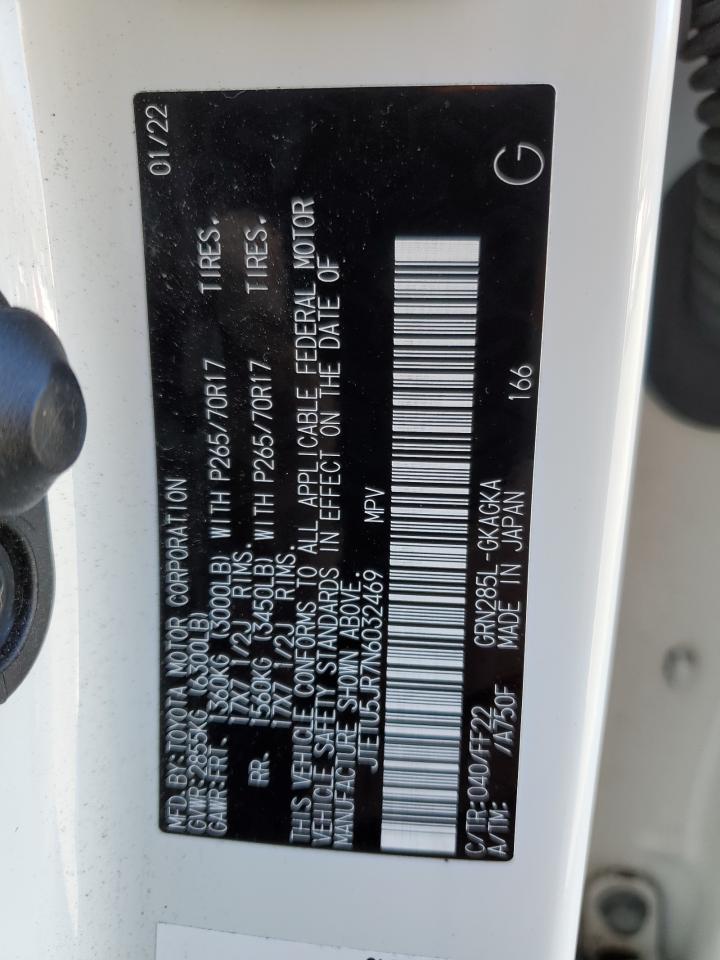 MFD.BY:TOYOTA MOTOR CORPORATION 01/22
GVWR:2855KG (6300LB)
GAWR:FRT. 1360KG (3000LB) WITH P265/70R17 TIRES.
17X7 1/2J RIMS.
RR. 1560KG (3450LB) WITH P265/70R17 TIRES.
17X7 1/2J RIMS.
THIS VEHICLE CONFORMS TO ALL APPLICABLE FEDERAL MOTOR
VEHICLE SAFETY STANDARDS IN EFFECT ON THE DATE OF
MANUFACTURE SHOWN ABOVE.
JTETU5JR7N6032469 MPV
C/TR:040/FF22 GRN285L-GKAGKA
A/TM: /A750F MADE IN JAPAN 166 G